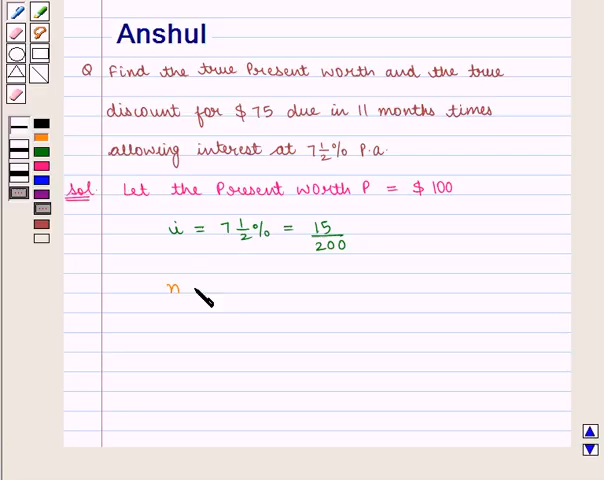 Anshul
Q Find the true Present worth and the true
discount for $75 due in 11 months times
allowing interest at 7 1/2 % P.a.
Sol. Let the Present worth P = $100
i = 7 1/2 % = 15/200
n